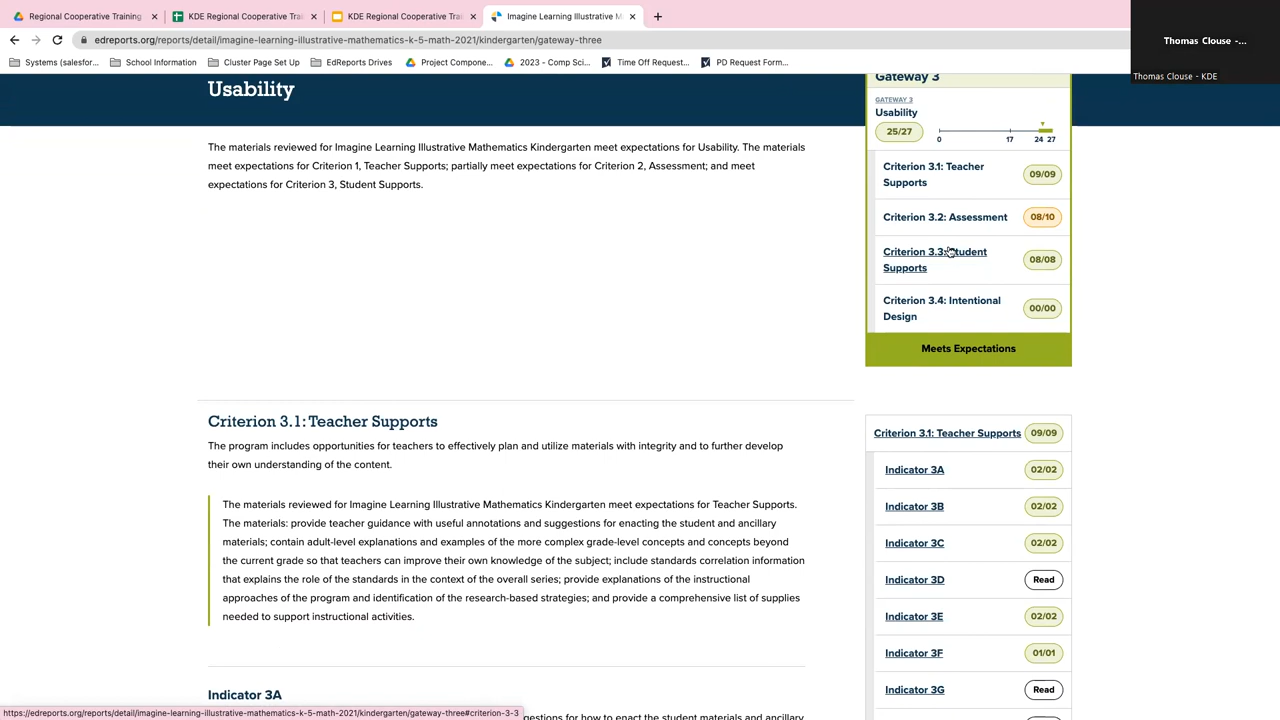 Regional Cooperative Training
KDE Regional Cooperative Trai
KDE Regional Cooperative Trai
Imagine Learning Illustrative M
edreports.org/reports/detail/imagine-learning-illustrative-mathematics-k-5-math-2021/kindergarten/gateway-three
Systems (salesfor...
School Information
Cluster Page Set Up
EdReports Drives
Project Compone...
2023 - Comp Sci...
Time Off Request...
PD Request Form...
Thomas Clouse -...
Thomas Clouse - KDE
Usability
The materials reviewed for Imagine Learning Illustrative Mathematics Kindergarten meet expectations for Usability. The materials
meet expectations for Criterion 1, Teacher Supports; partially meet expectations for Criterion 2, Assessment; and meet
expectations for Criterion 3, Student Supports.
Gateway 3
GATEWAY 3
Usability
25/27
0 17 24 27
Criterion 3.1: Teacher
Supports
09/09
Criterion 3.2: Assessment
08/10
Criterion 3.3: Student
Supports
08/08
Criterion 3.4: Intentional
Design
00/00
Meets Expectations
Criterion 3.1: Teacher Supports
The program includes opportunities for teachers to effectively plan and utilize materials with integrity and to further develop
their own understanding of the content.
The materials reviewed for Imagine Learning Illustrative Mathematics Kindergarten meet expectations for Teacher Supports.
The materials: provide teacher guidance with useful annotations and suggestions for enacting the student and ancillary
materials; contain adult-level explanations and examples of the more complex grade-level concepts and concepts beyond
the current grade so that teachers can improve their own knowledge of the subject; include standards correlation information
that explains the role of the standards in the context of the overall series; provide explanations of the instructional
approaches of the program and identification of the research-based strategies; and provide a comprehensive list of supplies
needed to support instructional activities.
Criterion 3.1: Teacher Supports 09/09
Indicator 3A 02/02
Indicator 3B 02/02
Indicator 3C 02/02
Indicator 3D Read
Indicator 3E 02/02
Indicator 3F 01/01
Indicator 3G Read
Indicator 3A
gestions for how to enact the student materials and ancillary
https://edreports.org/reports/detail/imagine-learning-illustrative-mathematics-k-5-math-2021/kindergarten/gateway-three#criterion-3-3